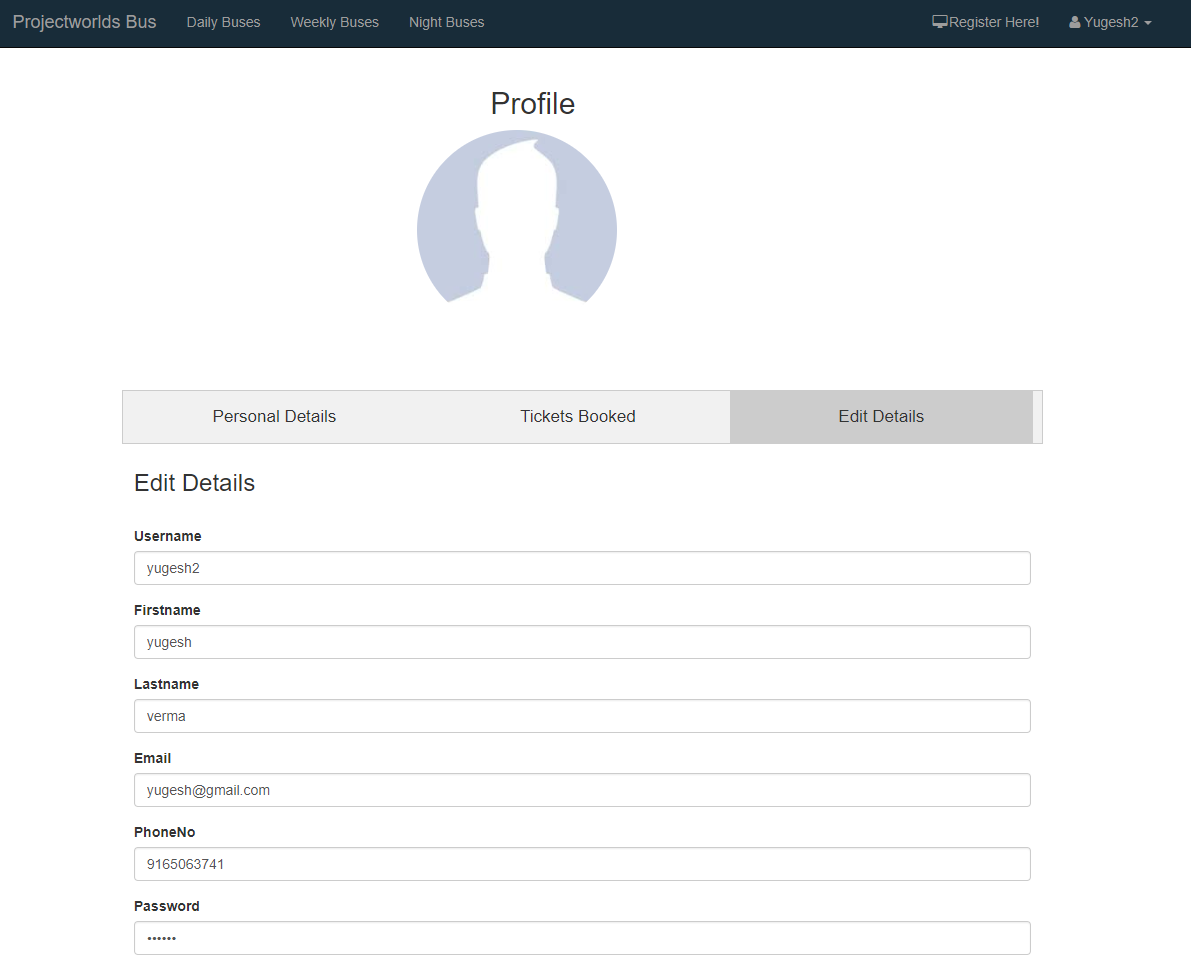 Projectworlds Bus Daily Buses Weekly Buses Night Buses Register Here! Yugesh2
Profile
Personal Details Tickets Booked Edit Details
Edit Details
Username
yugesh2
Firstname
yugesh
Lastname
verma
Email
yugesh@gmail.com
PhoneNo
9165063741
Password
••••••